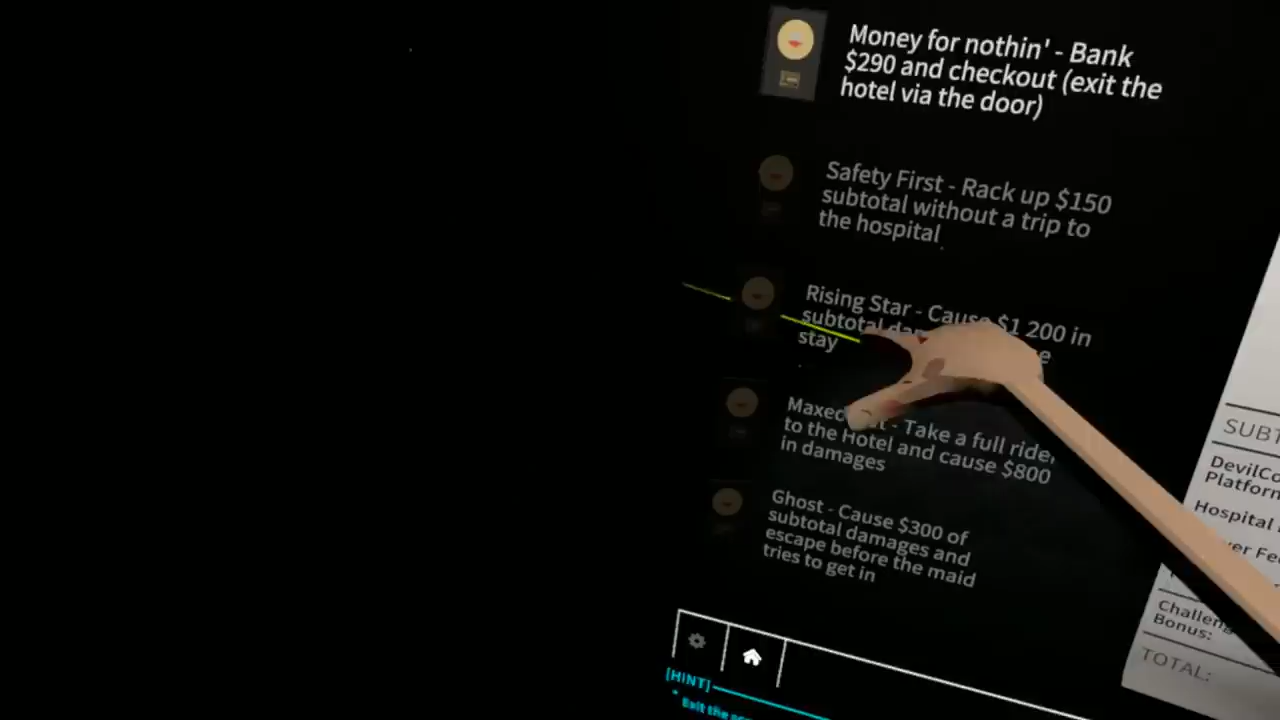 Money for nothin' - Bank
$290 and checkout (exit the
hotel via the door)
Safety First - Rack up $150
subtotal without a trip to
the hospital
Rising Star - Cause $1 200 in
subtotal
stay
Take a full ride
to the Hotel and cause $800
in damages
Ghost - Cause $300 of
subtotal damages and
escape before the maid
tries to get in
[HINT]
Exit the
SUBT
DevilCo
Platform
Hospital
Fe
Challeng
Bonus:
TOTAL: